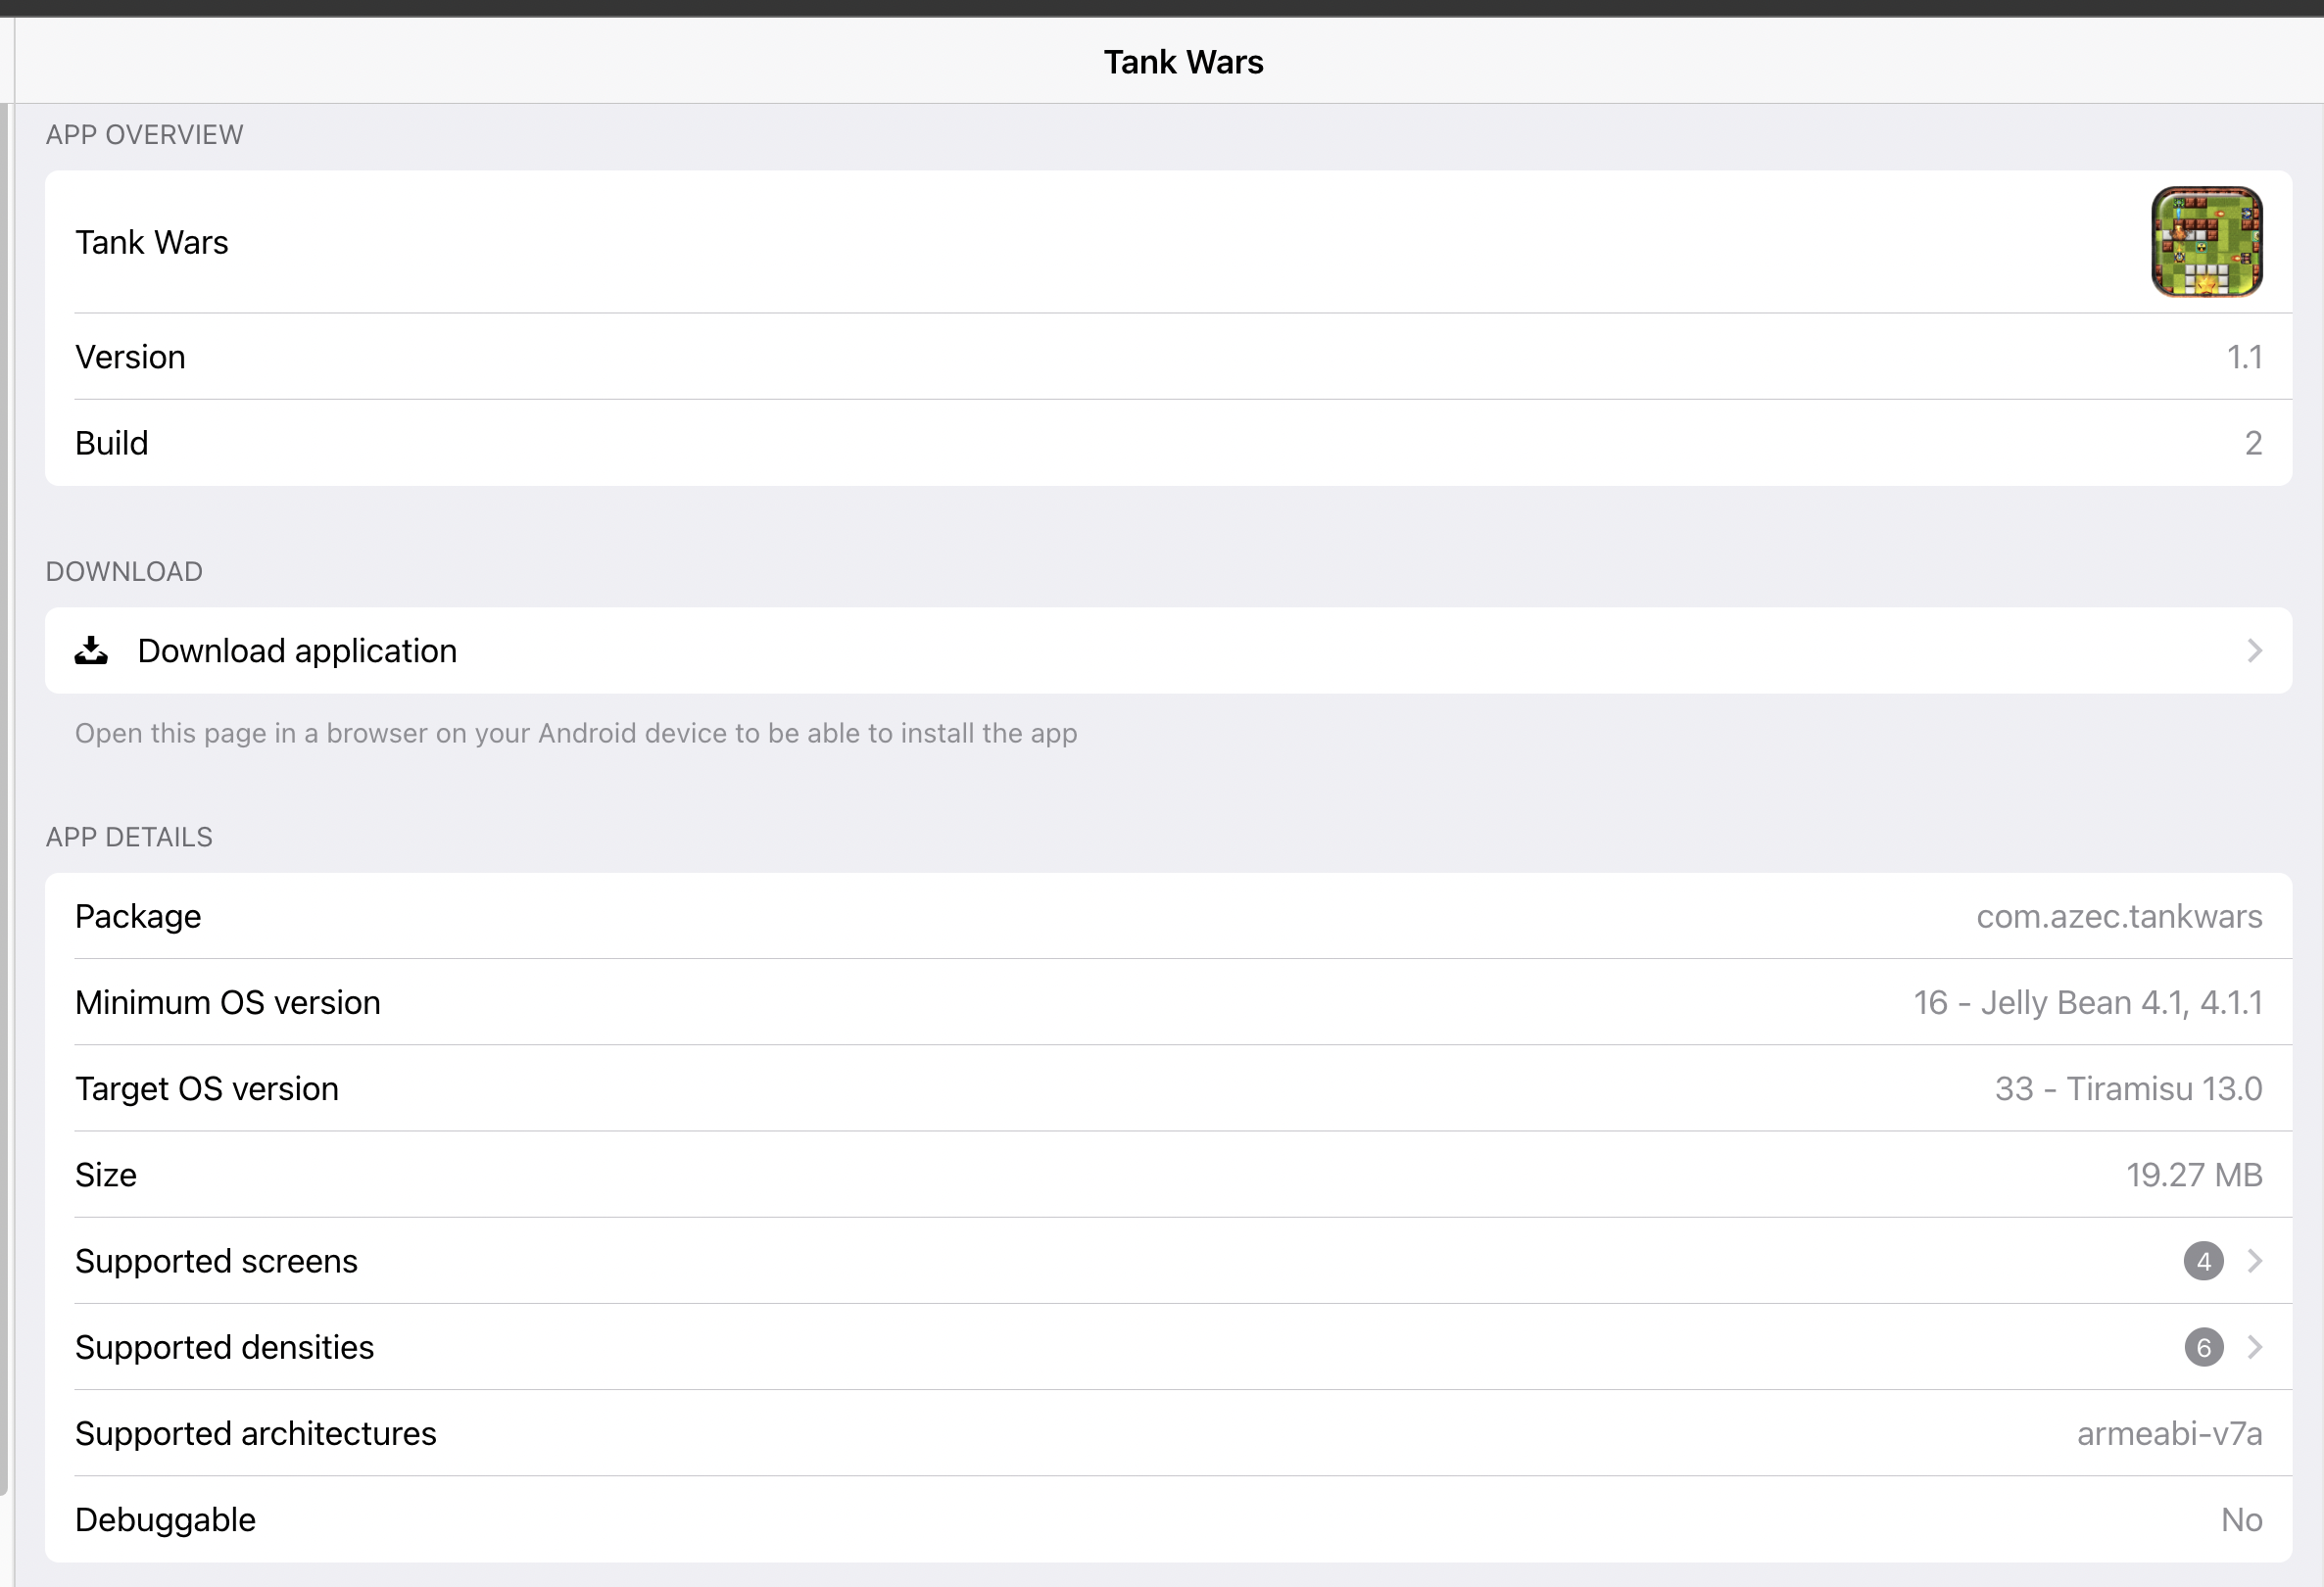 Tank Wars
APP OVERVIEW
Tank Wars
Version 1.1
Build 2
DOWNLOAD
Download application
Open this page in a browser on your Android device to be able to install the app
APP DETAILS
Package com.azec.tankwars
Minimum OS version 16 - Jelly Bean 4.1, 4.1.1
Target OS version 33 - Tiramisu 13.0
Size 19.27 MB
Supported screens 4
Supported densities 6
Supported architectures armeabi-v7a
Debuggable No